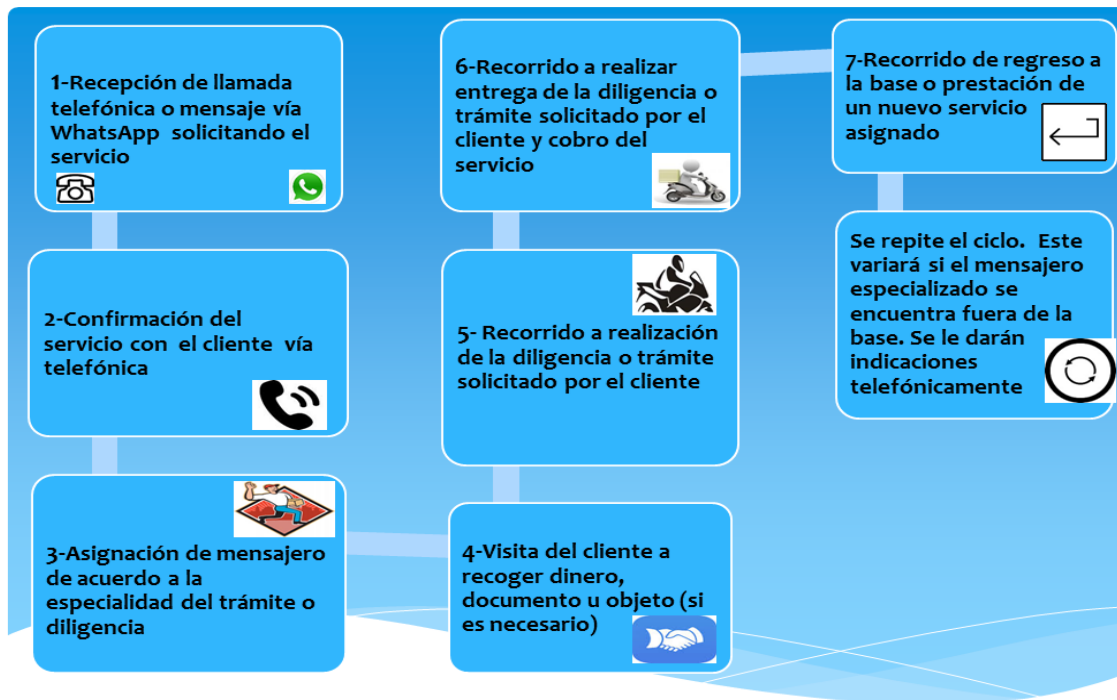 1-Recepción de llamada
telefónica o mensaje vía
WhatsApp solicitando el
servicio
2-Confirmación del
servicio con el cliente vía
telefónica
3-Asignación de mensajero
de acuerdo a la
especialidad del trámite o
diligencia
4-Visita del cliente a
recoger dinero,
documento u objeto (si
es necesario)
5- Recorrido a realización
de la diligencia o trámite
solicitado por el cliente
6-Recorrido a realizar
entrega de la diligencia o
trámite solicitado por el
cliente y cobro del
servicio
7-Recorrido de regreso a
la base o prestación de
un nuevo servicio
asignado
Se repite el ciclo. Este
variará si el mensajero
especializado se
encuentra fuera de la
base. Se le darán
indicaciones
telefónicamente